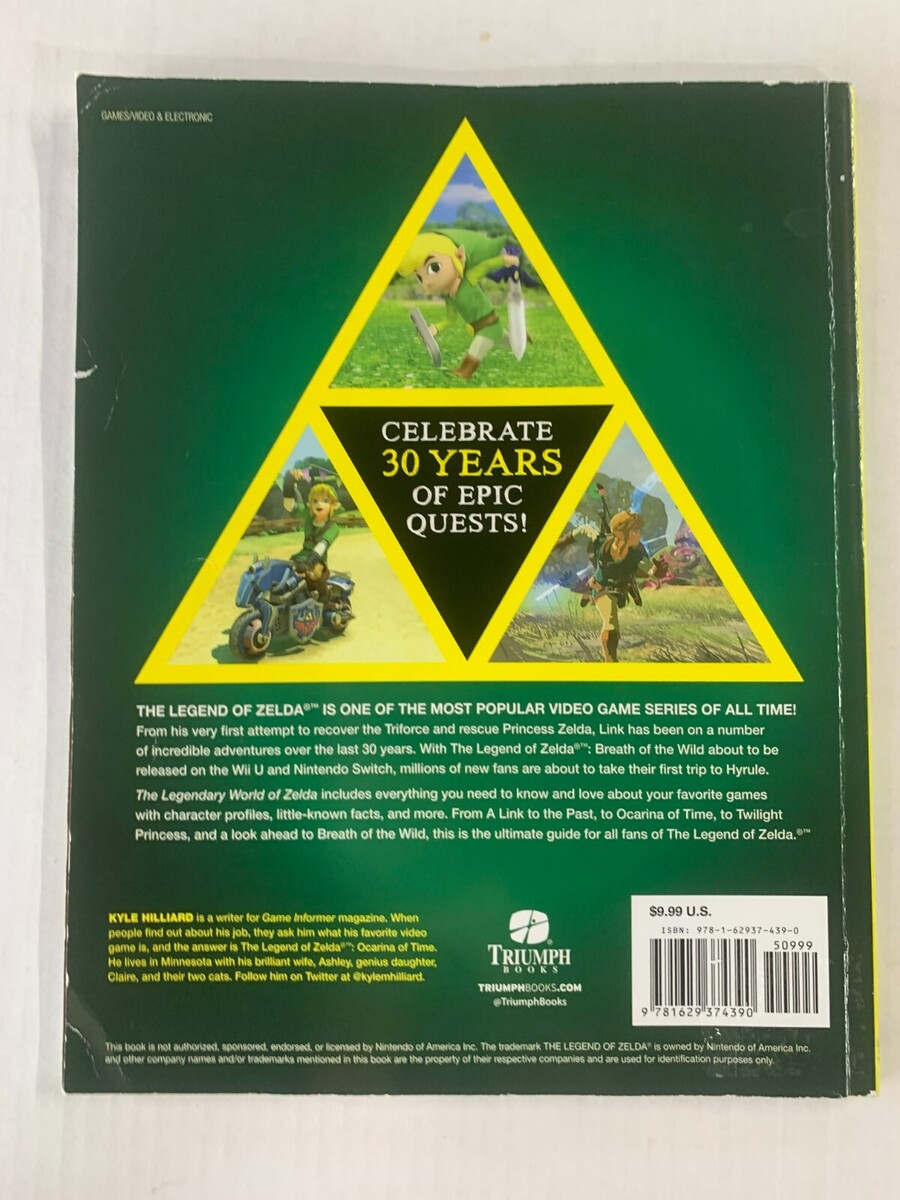 GAMES/VIDEO & ELECTRONIC
CELEBRATE
30 YEARS
OF EPIC
QUESTS!
THE LEGEND OF ZELDA®™ IS ONE OF THE MOST POPULAR VIDEO GAME SERIES OF ALL TIME!
From his very first attempt to recover the Triforce and rescue Princess Zelda, Link has been on a number
of incredible adventures over the last 30 years. With The Legend of Zelda®™: Breath of the Wild about to be
released on the Wii U and Nintendo Switch, millions of new fans are about to take their first trip to Hyrule.
The Legendary World of Zelda includes everything you need to know and love about your favorite games
with character profiles, little-known facts, and more. From A Link to the Past, to Ocarina of Time, to Twilight
Princess, and a look ahead to Breath of the Wild, this is the ultimate guide for all fans of The Legend of Zelda.®™
KYLE HILLIARD is a writer for Game Informer magazine. When
people find out about his job, they ask him what his favorite video
game is, and the answer is The Legend of Zelda®™: Ocarina of Time.
He lives in Minnesota with his brilliant wife, Ashley, genius daughter,
Claire, and their two cats. Follow him on Twitter at @kylemhilliard.
TRIUMPH
BOOKS
TRIUMPHBOOKS.COM
@TriumphBooks
$9.99 U.S.
ISBN: 978-1-62937-439-0
50999
9 781629 374390
This book is not authorized, sponsored, endorsed, or licensed by Nintendo of America Inc. The trademark THE LEGEND OF ZELDA® is owned by Nintendo of America Inc.
and other company names and/or trademarks mentioned in this book are the property of their respective companies and are used for identification purposes only.